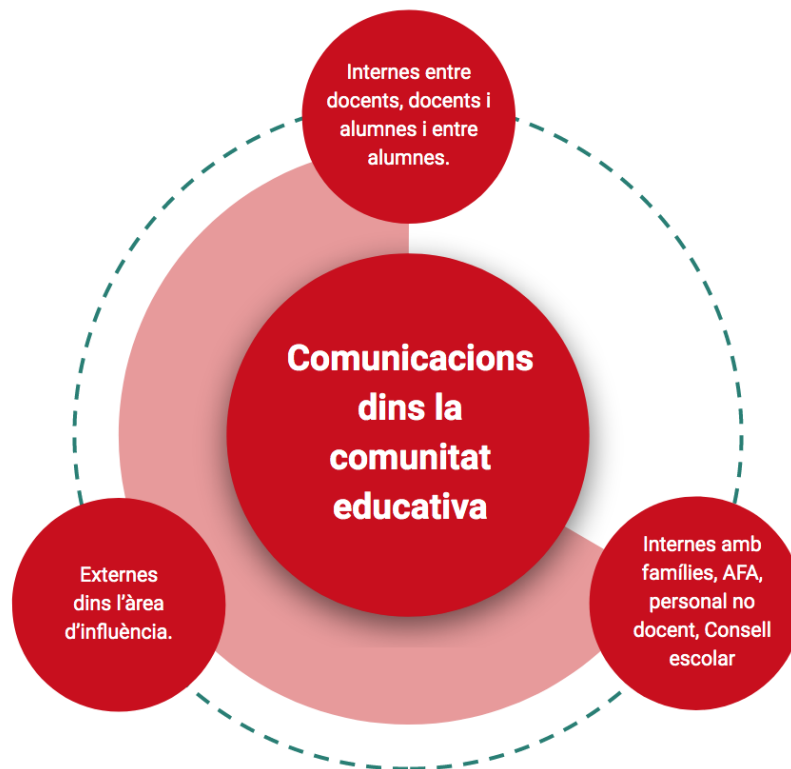 Internes entre
docents, docents i
alumnes i entre
alumnes.
Comunicacions
dins la
comunitat
educativa
Externes
dins l'àrea
d'influència.
Internes amb
famílies, AFA,
personal no
docent, Consell
escolar